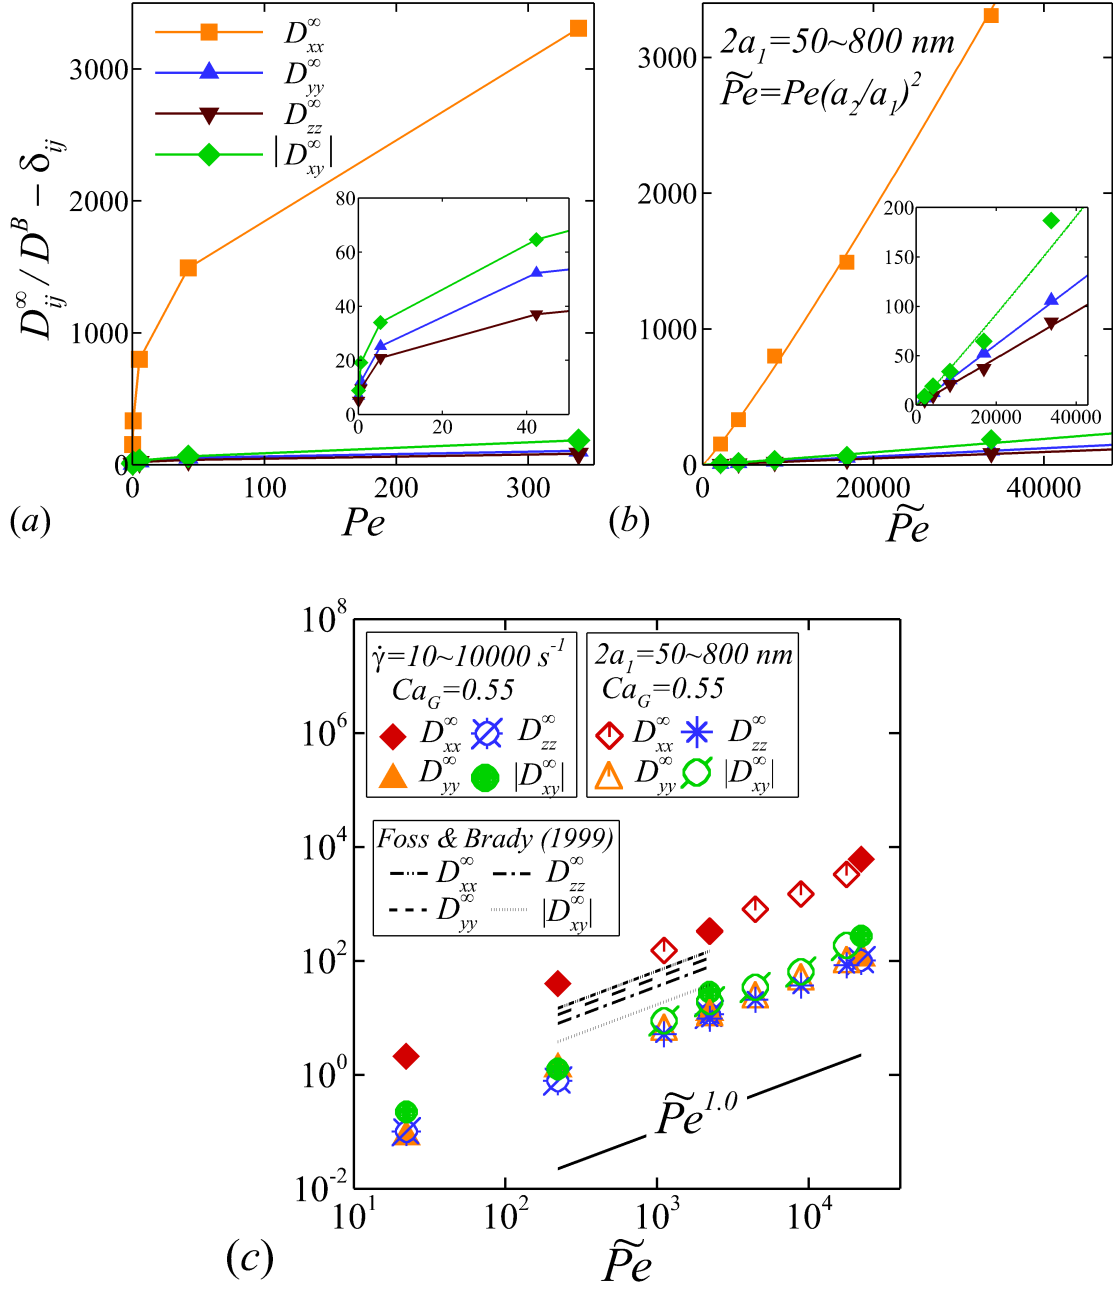 D∞xx
D∞yy
D∞zz
|D∞xy|
D∞ij / DB − δij
3000
2000
1000
0
0 100 200 300
Pe
(a)
80
60
40
20
0
0 20 40
2a1=50~800 nm
P̃e=Pe(a2/a1)2
3000
2000
1000
0
0 20000 40000
P̃e
(b)
200
150
100
50
0
0 20000 40000
γ̇=10~10000 s-1
CaG=0.55
D∞xx D∞zz
D∞yy |D∞xy|
2a1=50~800 nm
CaG=0.55
D∞xx D∞zz
D∞yy |D∞xy|
Foss & Brady (1999)
D∞xx D∞zz
D∞yy |D∞xy|
P̃e1.0
108
106
104
102
100
10-2
101 102 103 104
P̃e
(c)